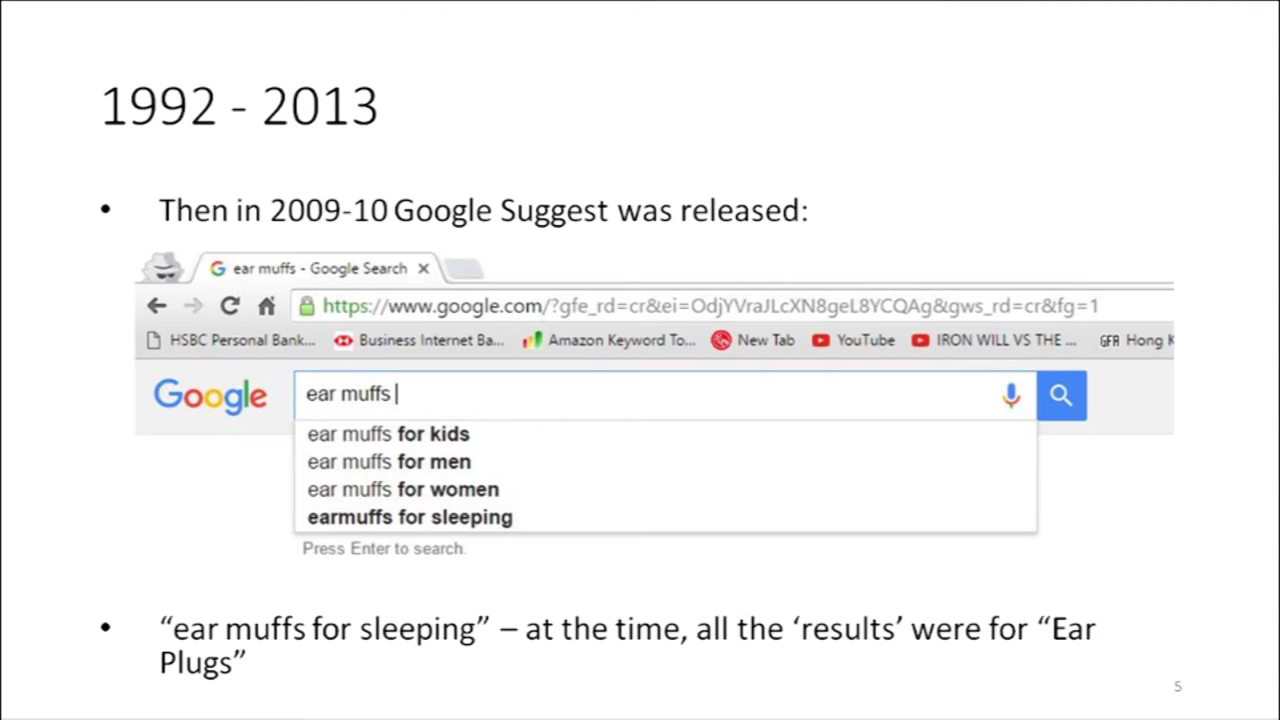 1992 - 2013
• Then in 2009-10 Google Suggest was released:
ear muffs - Google Search
https://www.google.com/?gfe_rd=cr&ei=OdjYVraJLcXN8geL8YCQAg&gws_rd=cr&fg=1
HSBC Personal Bank... Business Internet Ba... Amazon Keyword To... New Tab YouTube IRON WILL VS THE ... GFR Hong K
Google ear muffs
ear muffs for kids
ear muffs for men
ear muffs for women
earmuffs for sleeping
Press Enter to search.
• “ear muffs for sleeping” – at the time, all the ‘results’ were for “Ear
Plugs”
5